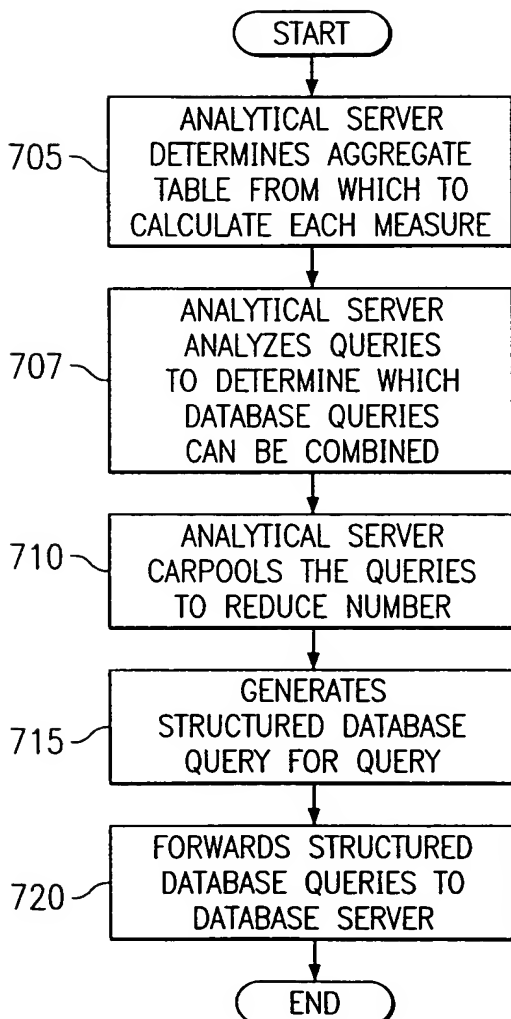 START
705
ANALYTICAL SERVER
DETERMINES AGGREGATE
TABLE FROM WHICH TO
CALCULATE EACH MEASURE
707
ANALYTICAL SERVER
ANALYZES QUERIES
TO DETERMINE WHICH
DATABASE QUERIES
CAN BE COMBINED
710
ANALYTICAL SERVER
CARPOOLS THE QUERIES
TO REDUCE NUMBER
715
GENERATES
STRUCTURED DATABASE
QUERY FOR QUERY
720
FORWARDS STRUCTURED
DATABASE QUERIES TO
DATABASE SERVER
END